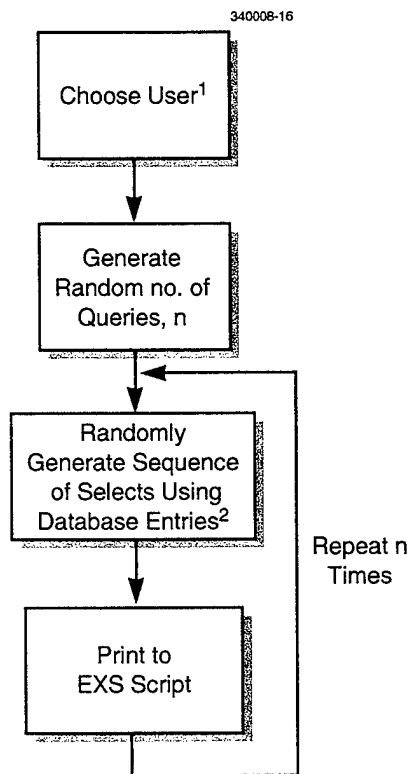 340008-16
Choose User¹
Generate
Random no. of
Queries, n
Randomly
Generate Sequence
of Selects Using
Database Entries²
Repeat n
Times
Print to
EXS Script